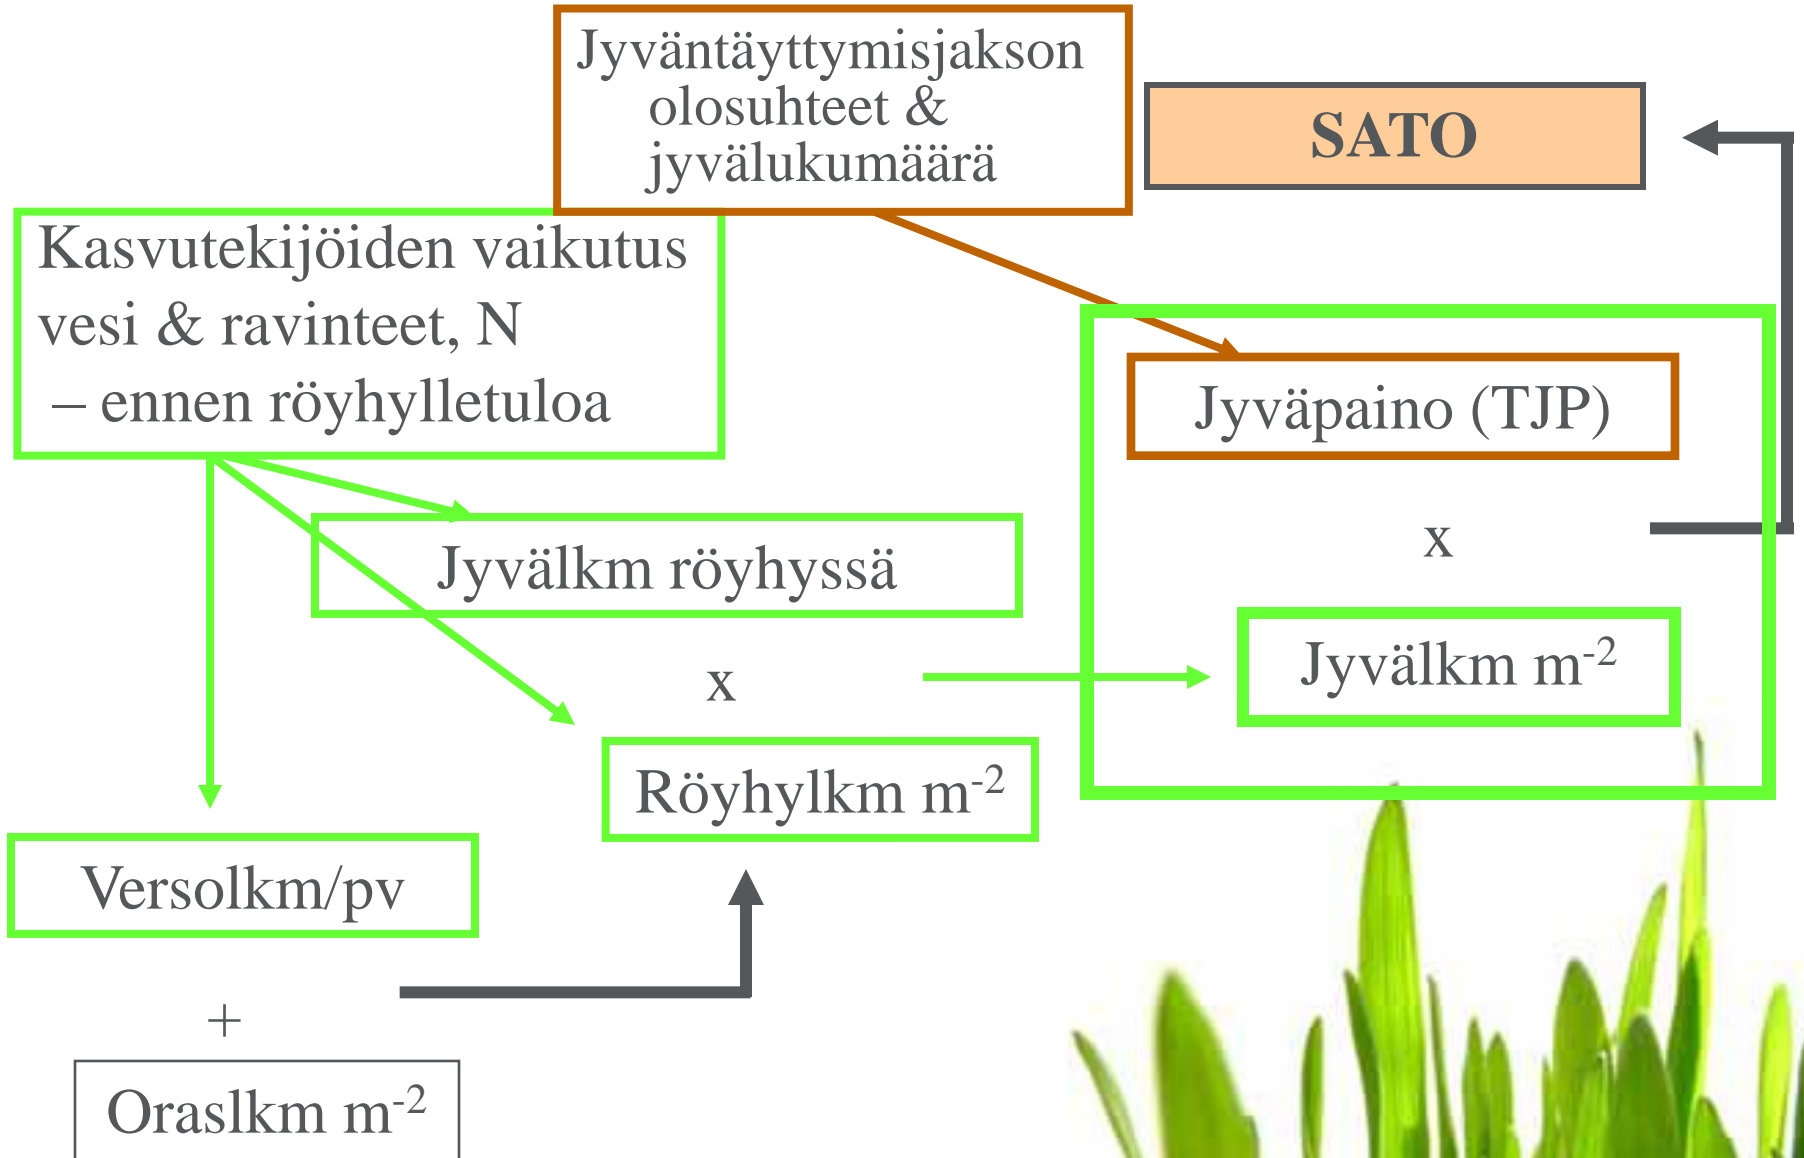 Jyväntäyttymisjakson
olosuhteet &
jyvälukumäärä
SATO
Kasvutekijöiden vaikutus
vesi & ravinteet, N
– ennen röyhylletuloa
Jyväpaino (TJP)
x
Jyvälkm röyhyssä
x
Jyvälkm m-2
Röyhylkm m-2
Versolkm/pv
+
Oraslkm m-2